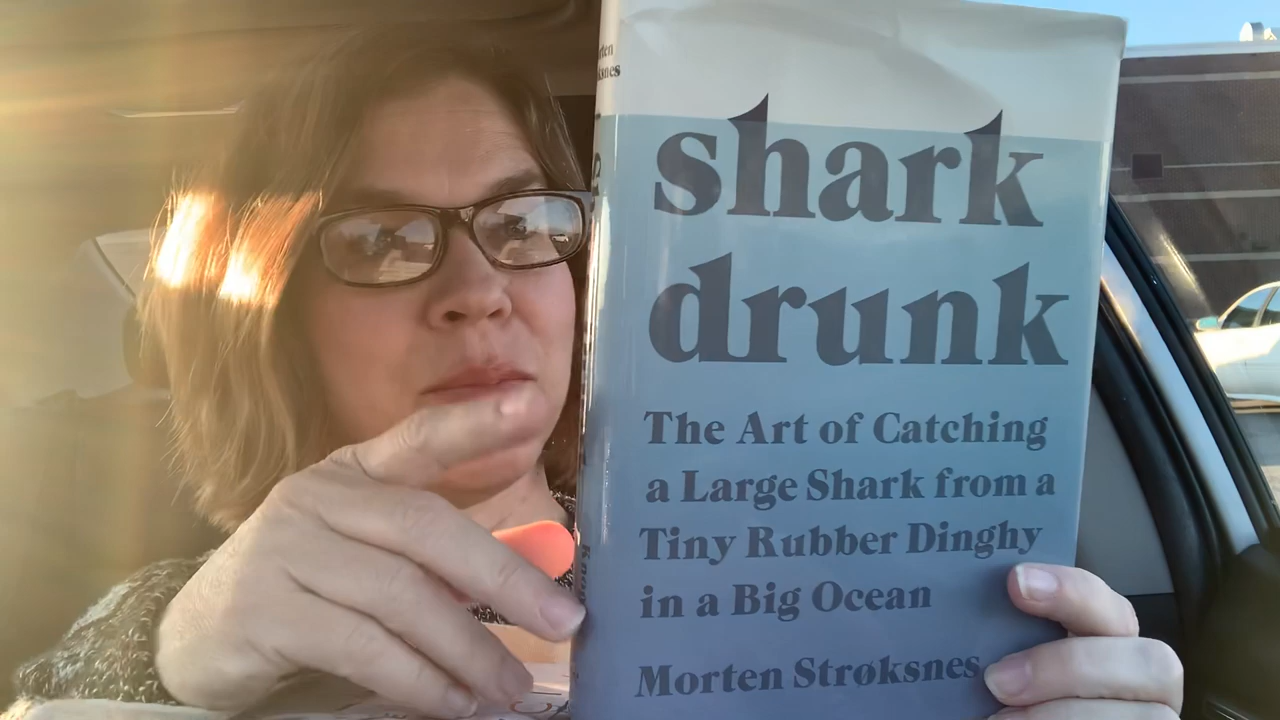 shark
drunk
The Art of Catching
a Large Shark from a
Tiny Rubber Dinghy
in a Big Ocean
Morten Strøksnes